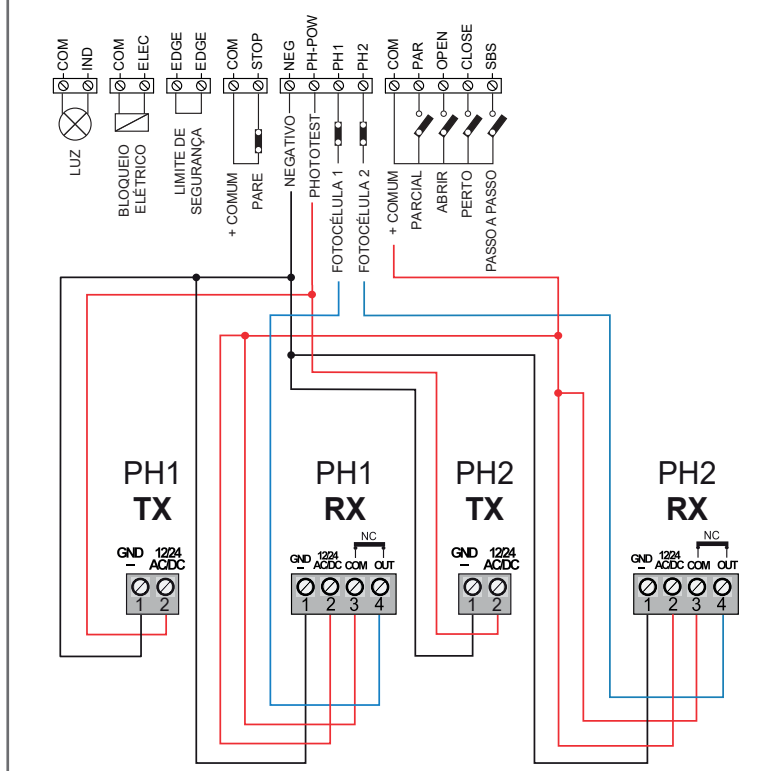 COM
IND
COM
ELEC
EDGE
EDGE
COM
STOP
NEG
PH-POW
PH1
PH2
COM
PAR
OPEN
CLOSE
SBS
LUZ
BLOQUEIO
ELÉTRICO
LIMITE DE
SEGURANÇA
+ COMUM
PARE
NEGATIVO
PHOTOTEST
FOTOCÉLULA 1
FOTOCÉLULA 2
+ COMUM
PARCIAL
ABRIR
PERTO
PASSO A PASSO
PH1
TX
PH1
RX
PH2
TX
PH2
RX
GND
–
12/24
AC/DC
1
2
NC
GND
–
12/24
AC/DC
COM
OUT
1
2
3
4
GND
–
12/24
AC/DC
1
2
NC
GND
–
12/24
AC/DC
COM
OUT
1
2
3
4